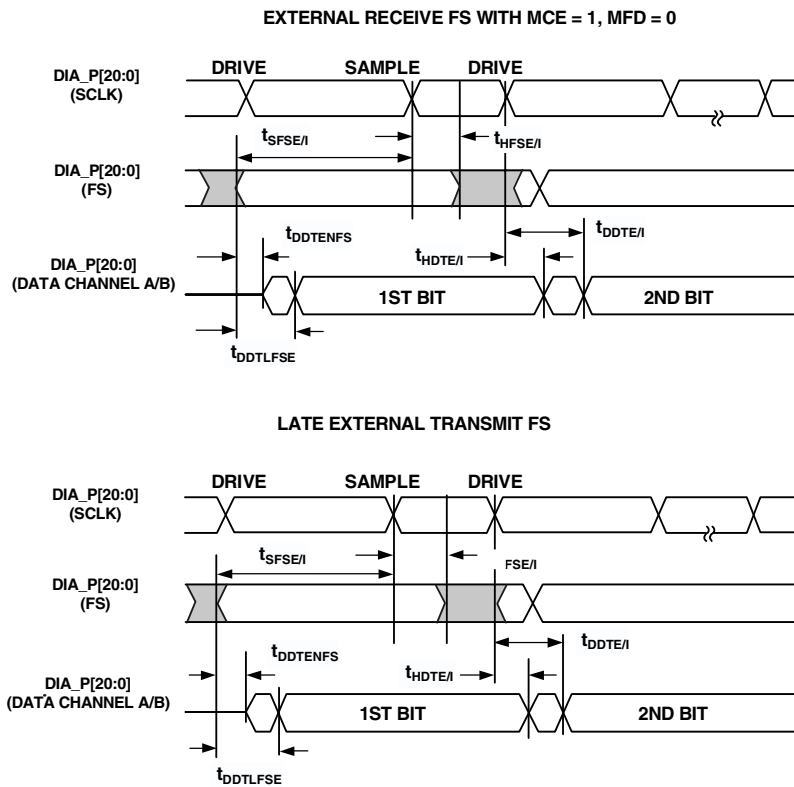 EXTERNAL RECEIVE FS WITH MCE = 1, MFD = 0
DRIVE SAMPLE DRIVE
DIA_P[20:0]
(SCLK)
tSFSE/I tHFSE/I
DIA_P[20:0]
(FS)
tDDTENFS tHDTE/I tDDTE/I
DIA_P[20:0]
(DATA CHANNEL A/B)
1ST BIT 2ND BIT
tDDTLFSE
LATE EXTERNAL TRANSMIT FS
DRIVE SAMPLE DRIVE
DIA_P[20:0]
(SCLK)
tSFSE/I FSE/I
DIA_P[20:0]
(FS)
tDDTENFS tHDTE/I tDDTE/I
DIA_P[20:0]
(DATA CHANNEL A/B)
1ST BIT 2ND BIT
tDDTLFSE